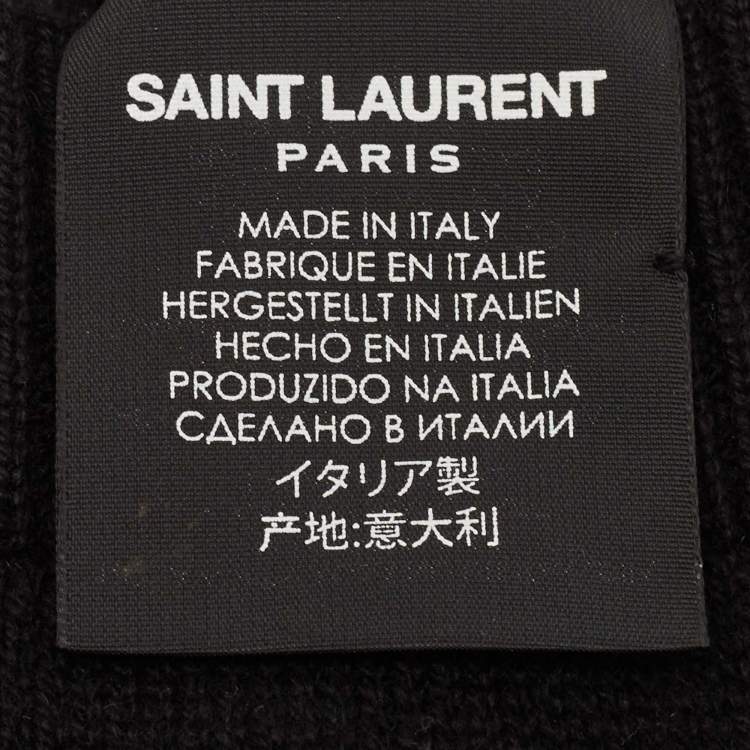 SAINT LAURENT
PARIS
MADE IN ITALY
FABRIQUE EN ITALIE
HERGESTELLT IN ITALIEN
HECHO EN ITALIA
PRODUZIDO NA ITALIA
СДЕЛАНО В ИТАЛИИ
イタリア製
产地:意大利